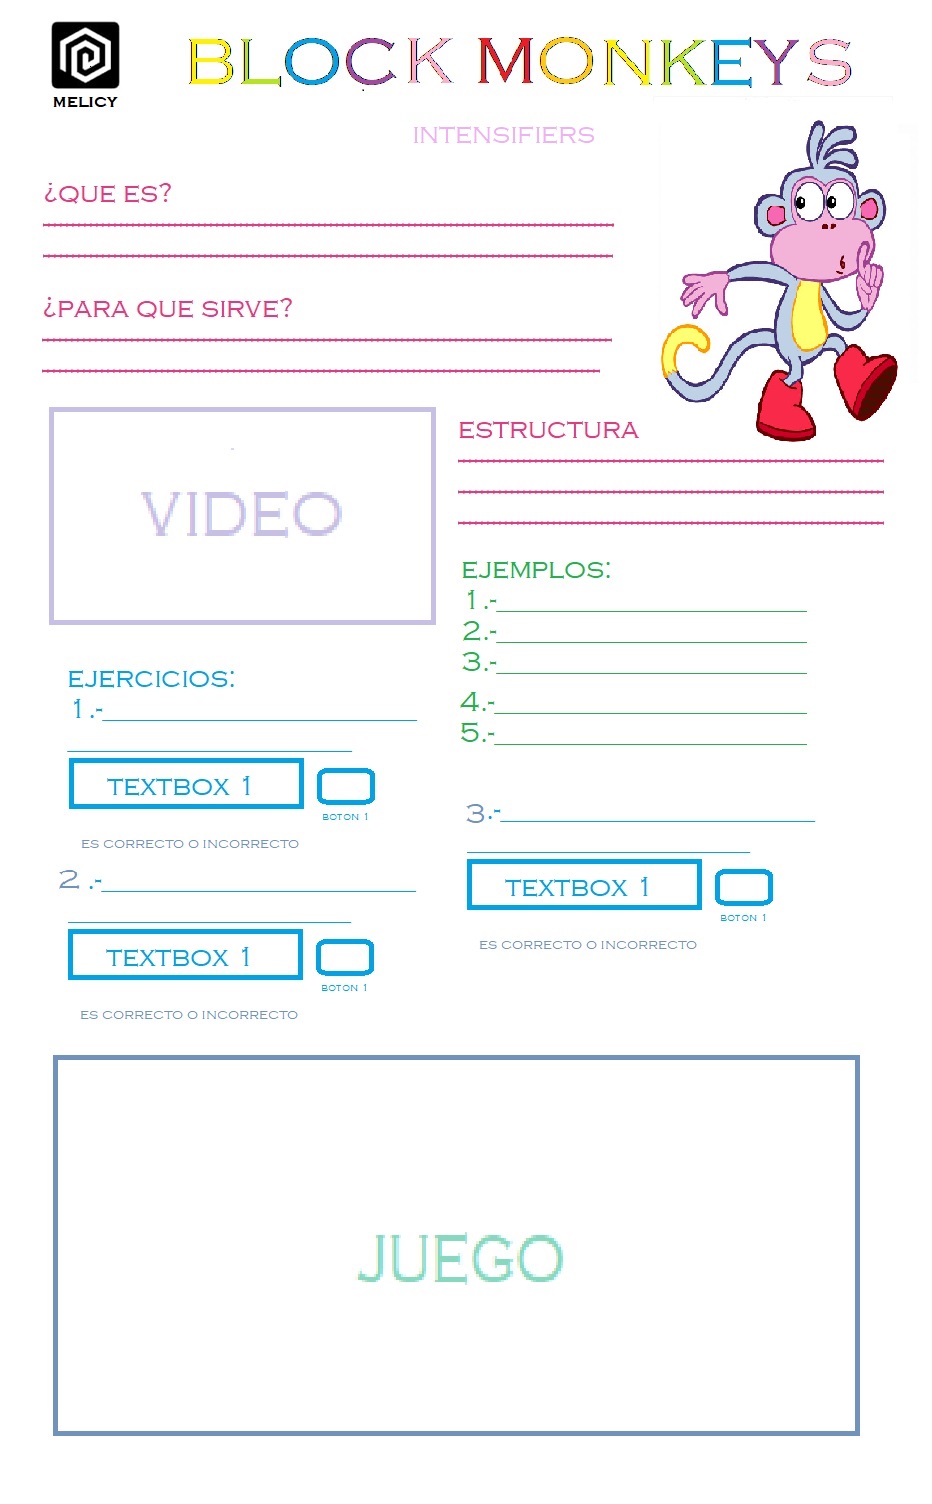 BLOCK MONKEYS
MELICY
INTENSIFIERS
¿QUE ES?
¿PARA QUE SIRVE?
VIDEO
ESTRUCTURA
EJEMPLOS:
1.-
2.-
3.-
4.-
5.-
EJERCICIOS:
1.-
TEXTBOX 1
BOTON 1
ES CORRECTO O INCORRECTO
2.-
TEXTBOX 1
BOTON 1
ES CORRECTO O INCORRECTO
3.-
TEXTBOX 1
BOTON 1
ES CORRECTO O INCORRECTO
JUEGO